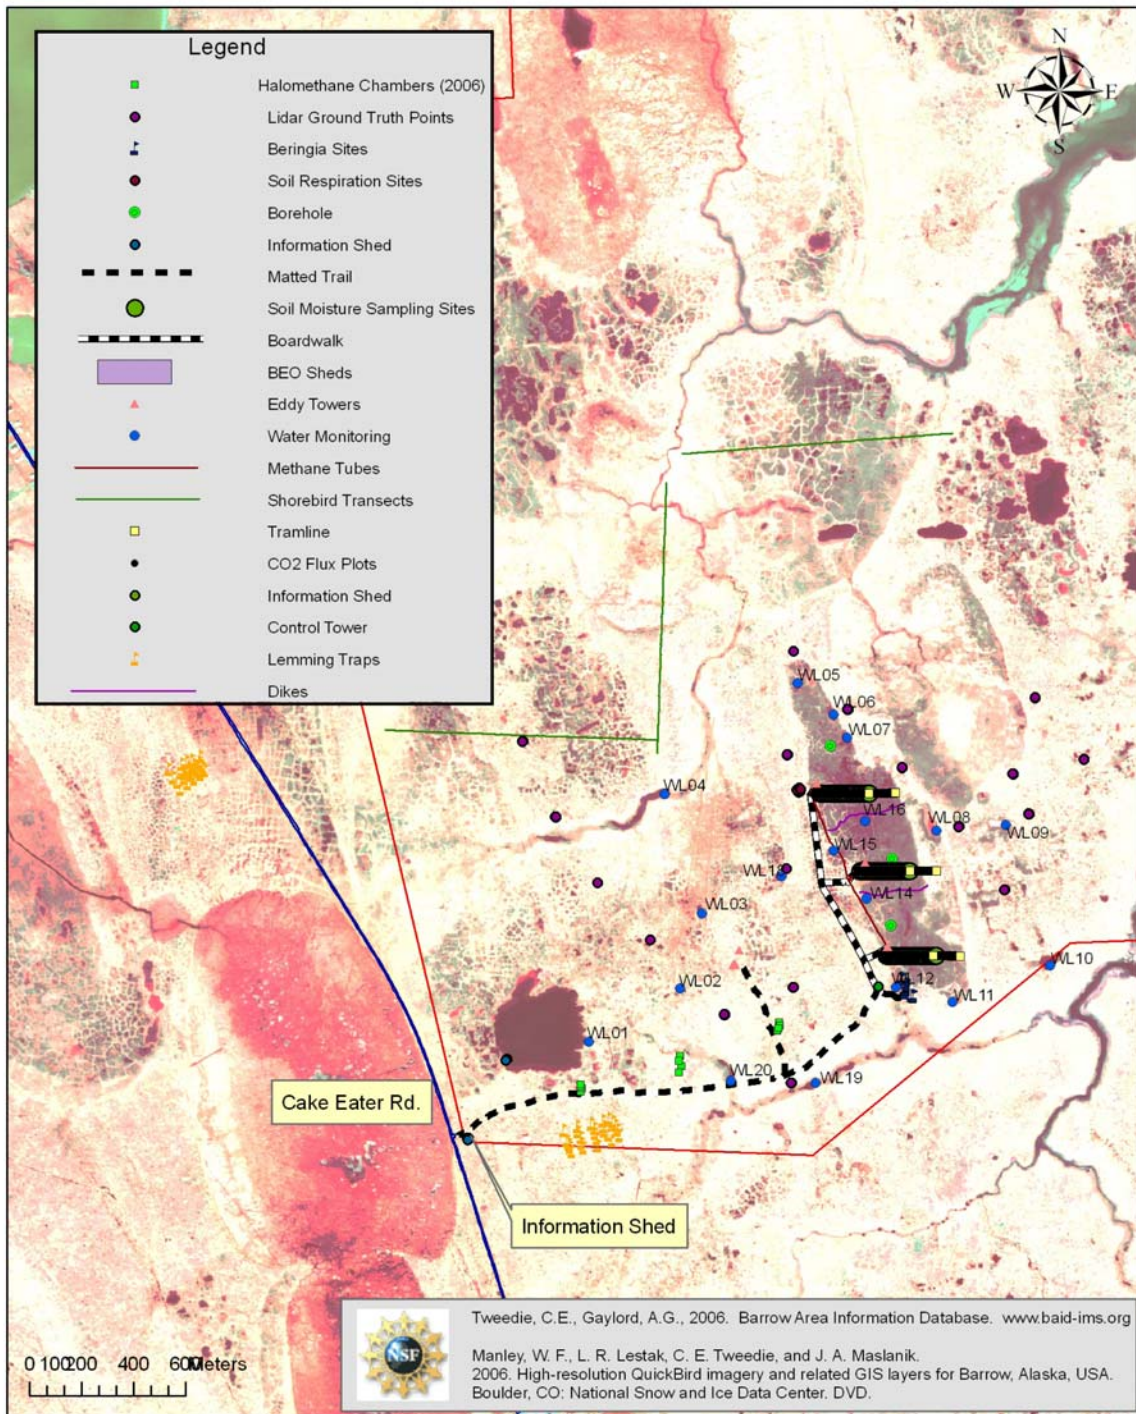 Legend
Halomethane Chambers (2006)
Lidar Ground Truth Points
Beringia Sites
Soil Respiration Sites
Borehole
Information Shed
Matted Trail
Soil Moisture Sampling Sites
Boardwalk
BEO Sheds
Eddy Towers
Water Monitoring
Methane Tubes
Shorebird Transects
Tramline
CO2 Flux Plots
Information Shed
Control Tower
Lemming Traps
Dikes
N
W E
S
WL05
WL06
WL07
WL04
WL16
WL08
WL09
WL15
WL18
WL14
WL03
WL10
WL02
WL12
WL11
WL01
WL20
WL19
Cake Eater Rd.
Information Shed
0 100200 400 600 Meters
NSF
Tweedie, C.E., Gaylord, A.G., 2006. Barrow Area Information Database. www.baid-ims.org
Manley, W. F., L. R. Lestak, C. E. Tweedie, and J. A. Maslanik.
2006. High-resolution QuickBird imagery and related GIS layers for Barrow, Alaska, USA.
Boulder, CO: National Snow and Ice Data Center. DVD.